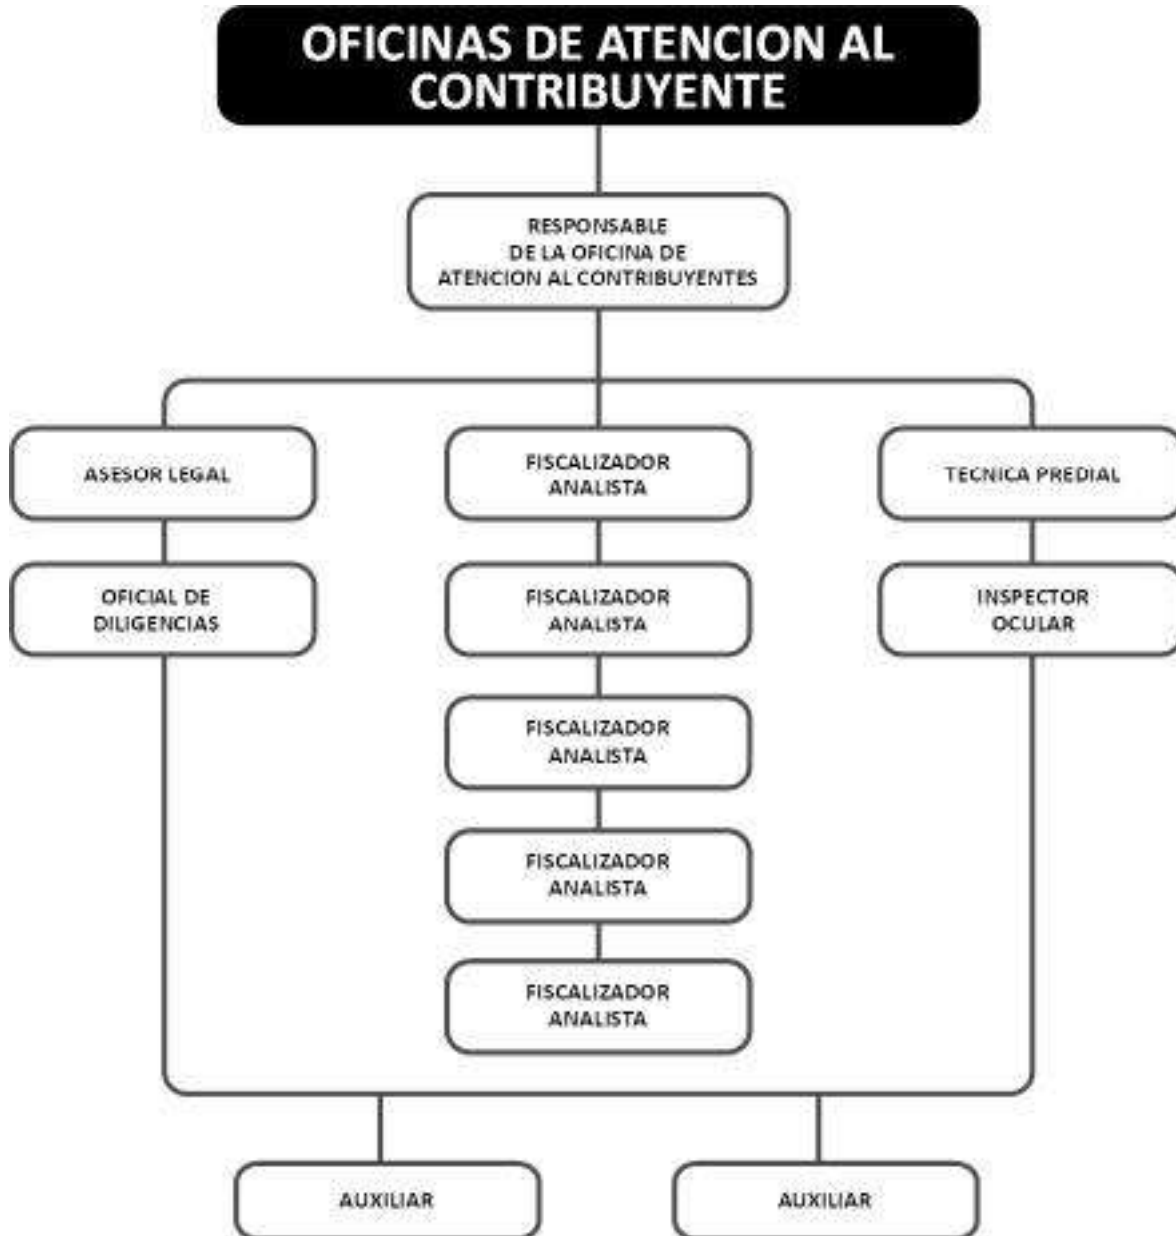 OFICINAS DE ATENCION AL
CONTRIBUYENTE
RESPONSABLE
DE LA OFICINA DE
ATENCION AL CONTRIBUYENTES
ASESOR LEGAL
FISCALIZADOR
ANALISTA
TECNICA PREDIAL
OFICIAL DE
DILIGENCIAS
FISCALIZADOR
ANALISTA
INSPECTOR
OCULAR
FISCALIZADOR
ANALISTA
FISCALIZADOR
ANALISTA
FISCALIZADOR
ANALISTA
AUXILIAR
AUXILIAR